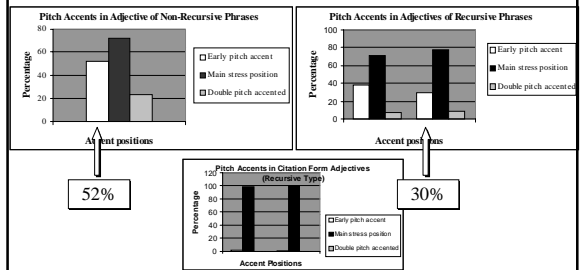 Pitch Accents in Adjective of Non-Recursive Phrases
80
60
40
20
0
Percentage
Early pitch accent
Main stress position
Double pitch accented
Accent positions
52%
Pitch Accents in Adjectives of Recursive Phrases
100
80
60
40
20
0
Percentage
Early pitch accent
Main stress position
Double pitch accented
Accent positions
30%
Pitch Accents in Citation Form Adjectives
(Recursive Type)
120
100
80
60
40
20
0
Percentage
Early pitch accent
Main stress position
Double pitch accented
Accent Positions